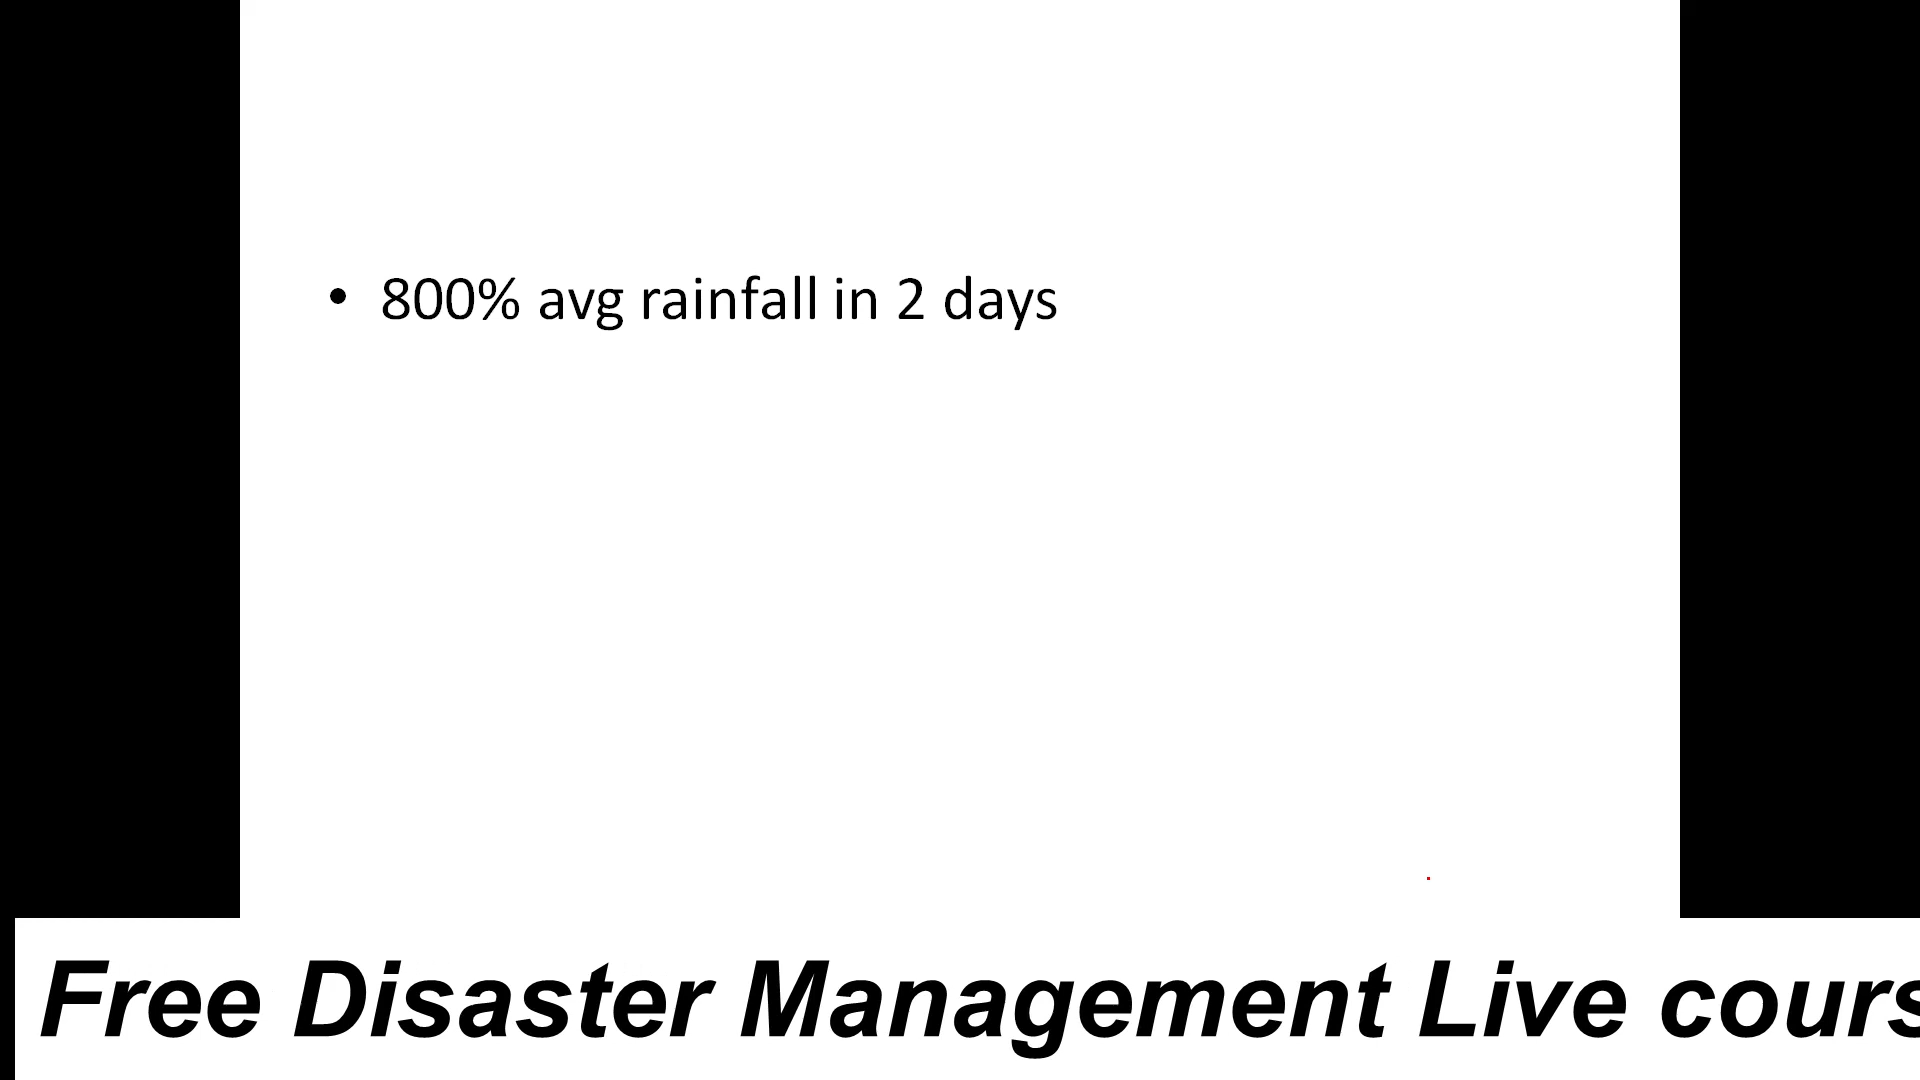 • 800% avg rainfall in 2 days
Free Disaster Management Live cours